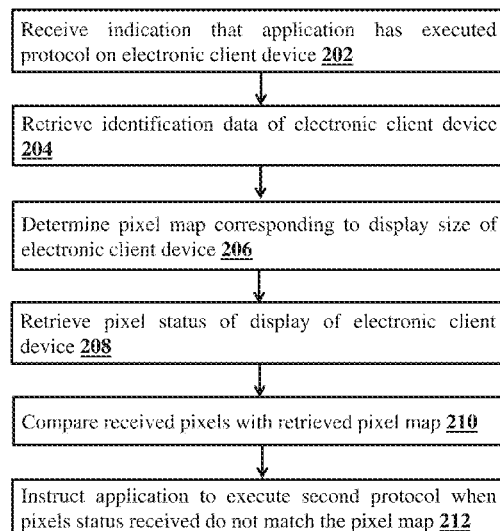 Receive indication that application has executed
protocol on electronic client device 202
Retrieve identification data of electronic client device
204
Determine pixel map corresponding to display size of
electronic client device 206
Retrieve pixel status of display of electronic client
device 208
Compare received pixels with retrieved pixel map 210
Instruct application to execute second protocol when
pixels status received do not match the pixel map 212